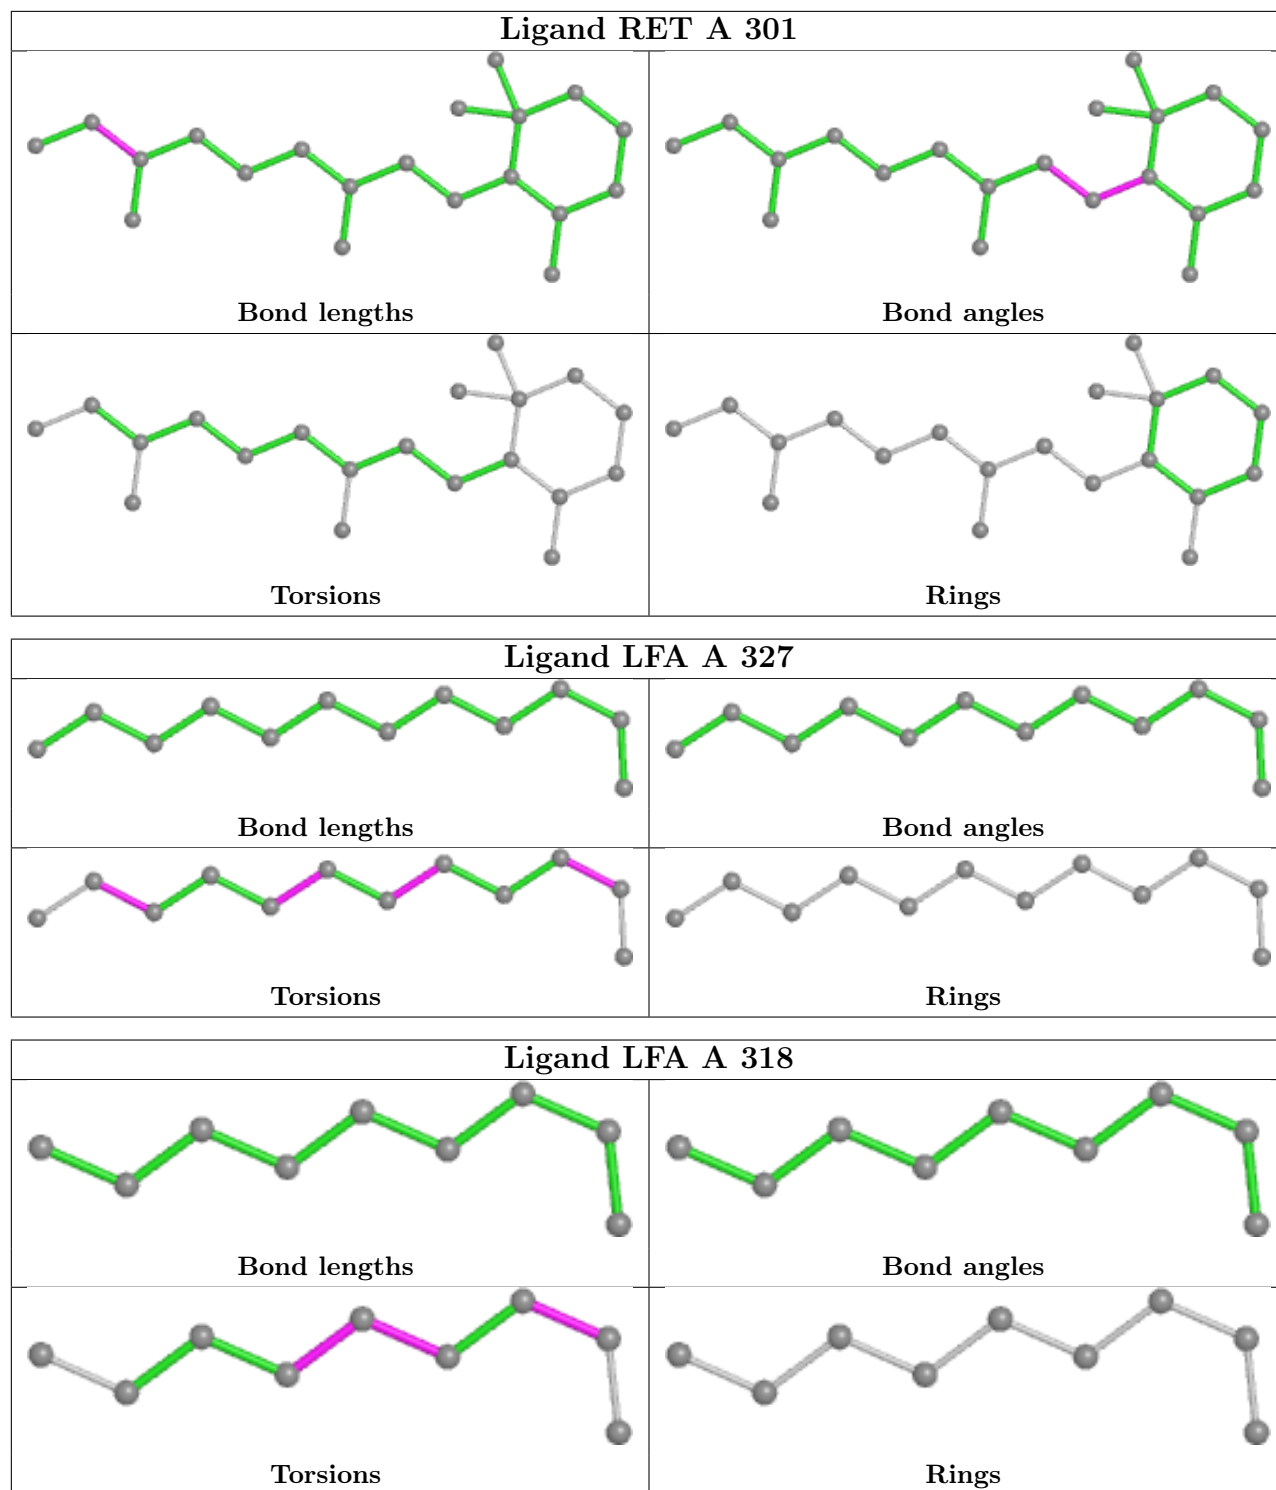 Ligand RET A 301
Bond lengths
Bond angles
Torsions
Rings
Ligand LFA A 327
Bond lengths
Bond angles
Torsions
Rings
Ligand LFA A 318
Bond lengths
Bond angles
Torsions
Rings